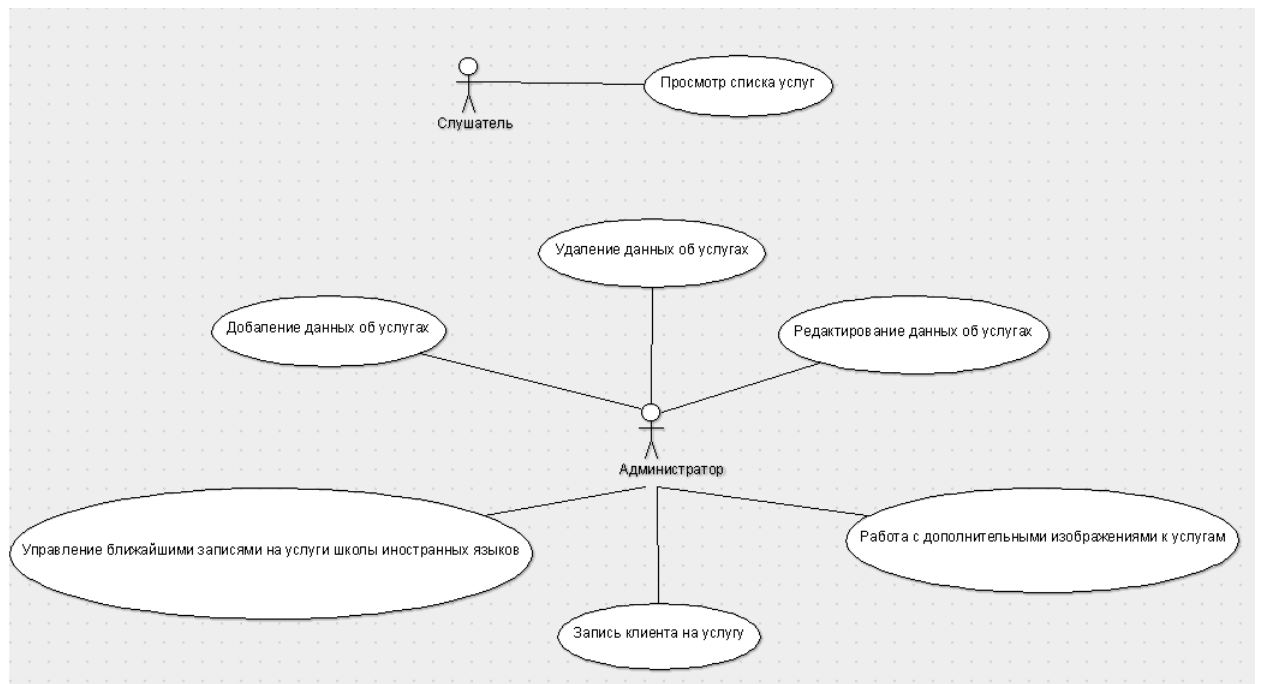 Просмотр списка услуг
Слушатель
Удаление данных об услугах
Добаление данных об услугах
Редактирование данных об услугах
Администратор
Управление ближайшими записями на услуги школы иностранных языков
Работа с дополнительными изображениями к услугам
Запись клиента на услугу